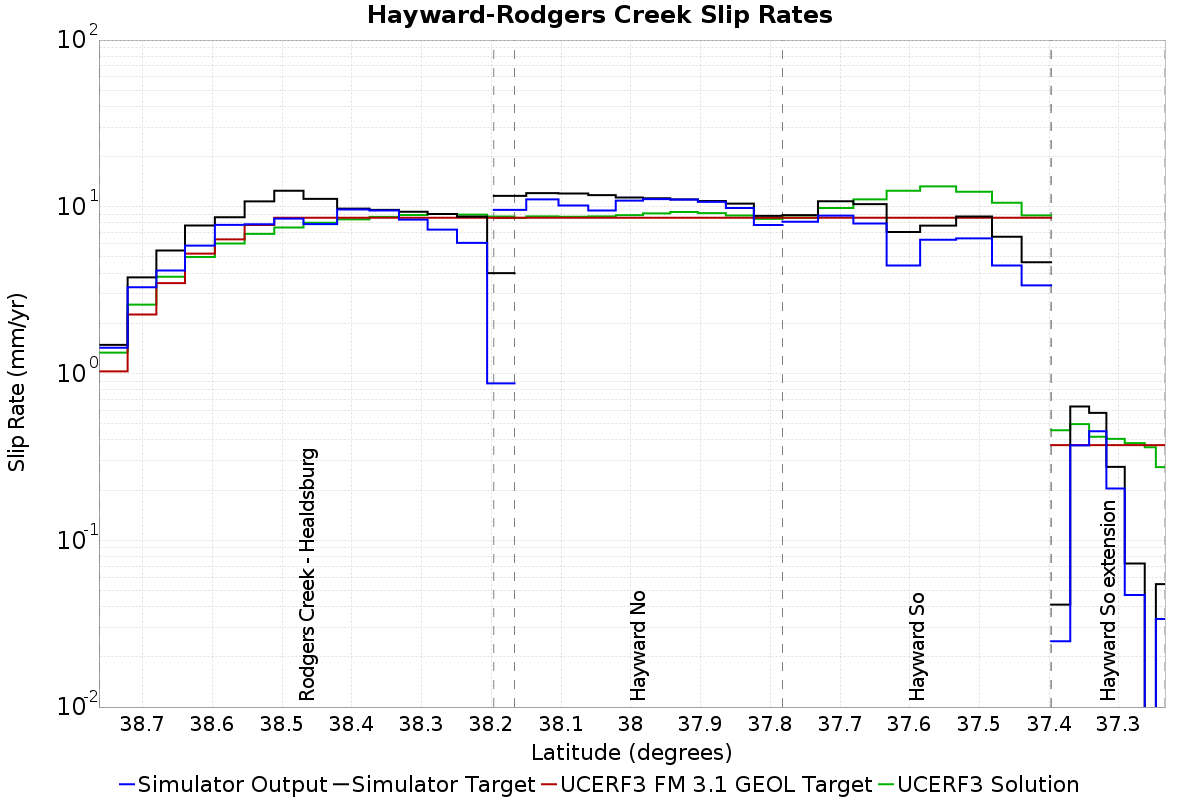 Hayward-Rodgers Creek Slip Rates
Slip Rate (mm/yr)
10^2
10^1
10^0
10^-1
10^-2
Rodgers Creek - Healdsburg
Hayward No
Hayward So
Hayward So extension
38.7 38.6 38.5 38.4 38.3 38.2 38.1 38 37.9 37.8 37.7 37.6 37.5 37.4 37.3
Latitude (degrees)
Simulator Output Simulator Target UCERF3 FM 3.1 GEOL Target UCERF3 Solution